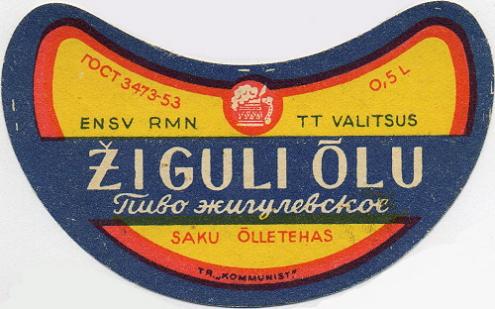 ГОСТ 3473-53
0,5 L
ENSV RMN TT VALITSUS
ŽIGULI ÕLU
Пиво жигулевское
SAKU ÕLLETEHAS
TR. „KOMMUNIST"